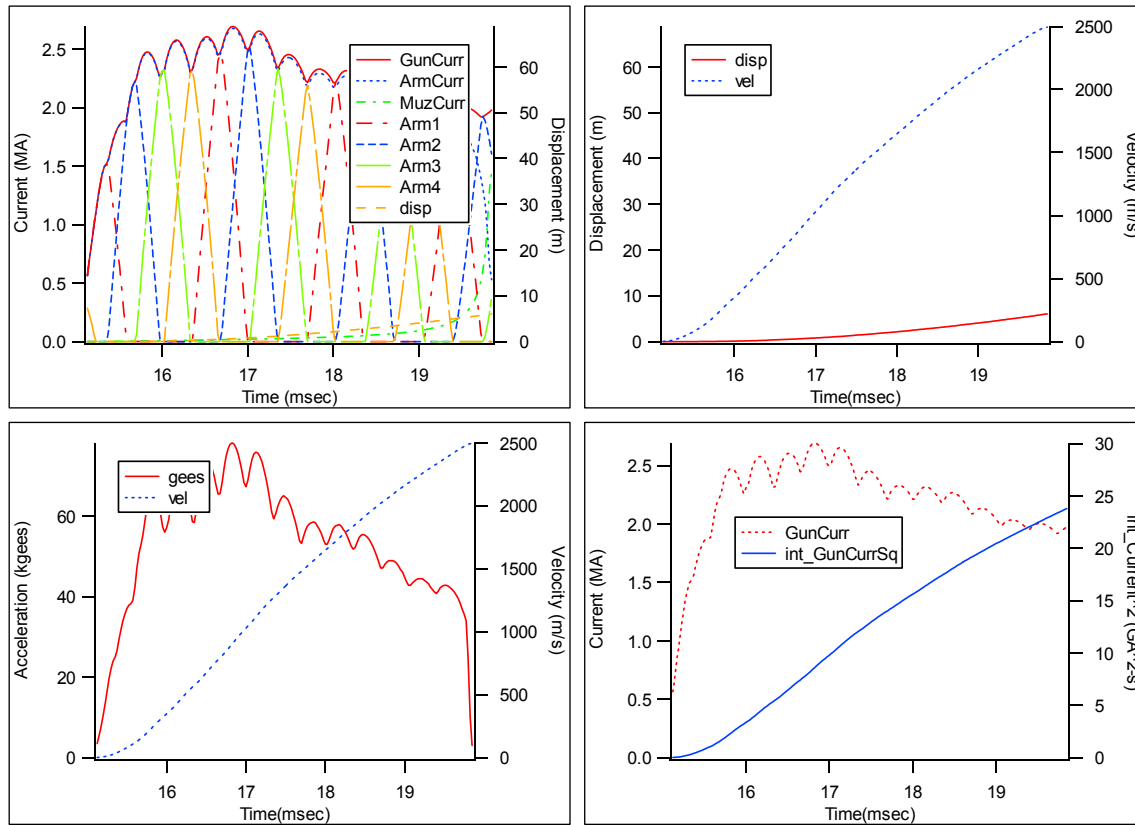 2.5
2.0
1.5
1.0
0.5
0.0
Current (MA)
GunCurr
ArmCurr
MuzCurr
Arm1
Arm2
Arm3
Arm4
disp
60
50
40
30
20
10
0
Displacement (m)
16 17 18 19
Time (msec)
60
50
40
30
20
10
0
Displacement (m)
disp
vel
2500
2000
1500
1000
500
0
Velocity (m/s)
16 17 18 19
Time(msec)
60
40
20
0
Acceleration (kgees)
gees
vel
2500
2000
1500
1000
500
0
Velocity (m/s)
16 17 18 19
Time(msec)
2.5
2.0
1.5
1.0
0.5
0.0
Current (MA)
GunCurr
int_GunCurrSq
30
25
20
15
10
5
0
Int_Current^2 (GA^2-s)
16 17 18 19
Time(msec)